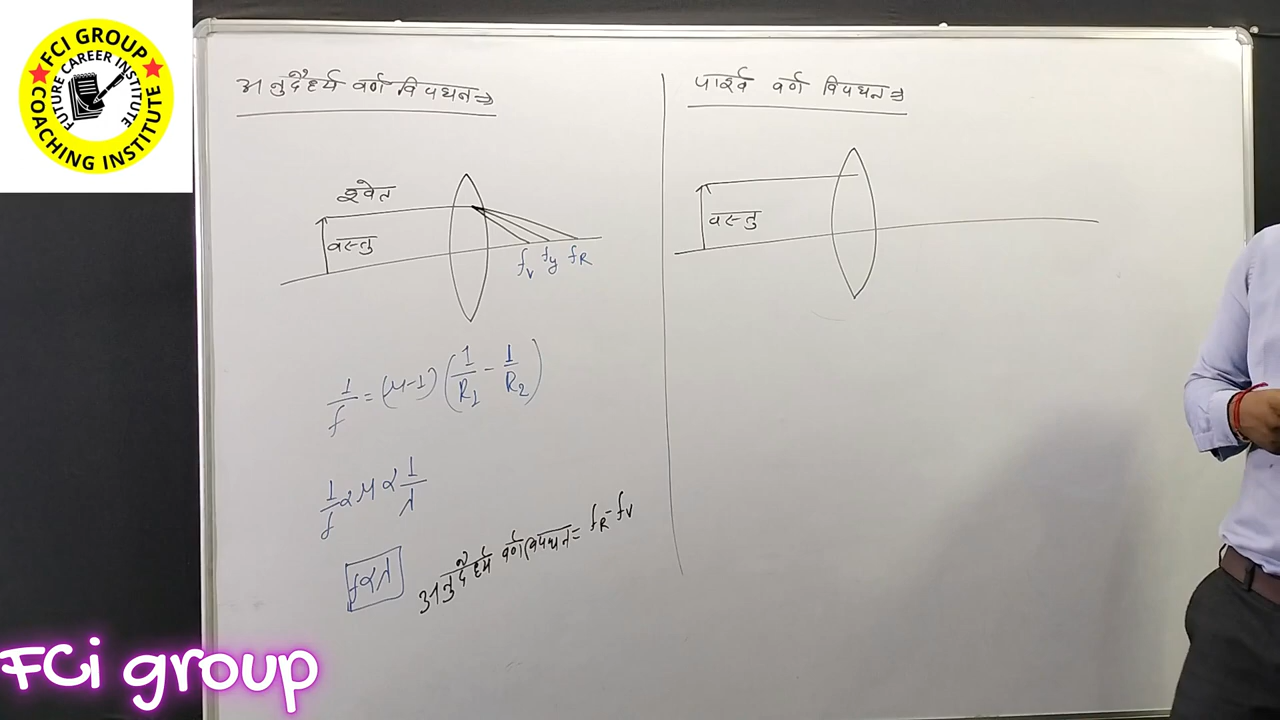 FCI GROUP
FUTURE CAREER INSTITUTE
COACHING INSTITUTE
अनुदैर्ध्य वर्ण विपथन ⇒
श्वेत
वस्तु
fv fy fR
1/f = (μ-1) (1/R1 - 1/R2)
1/f ∝ μ ∝ 1/λ
f ∝ λ
अनुदैर्ध्य वर्ण विपथन = fR - fv
पार्श्व वर्ण विपथन ⇒
वस्तु
FCi group